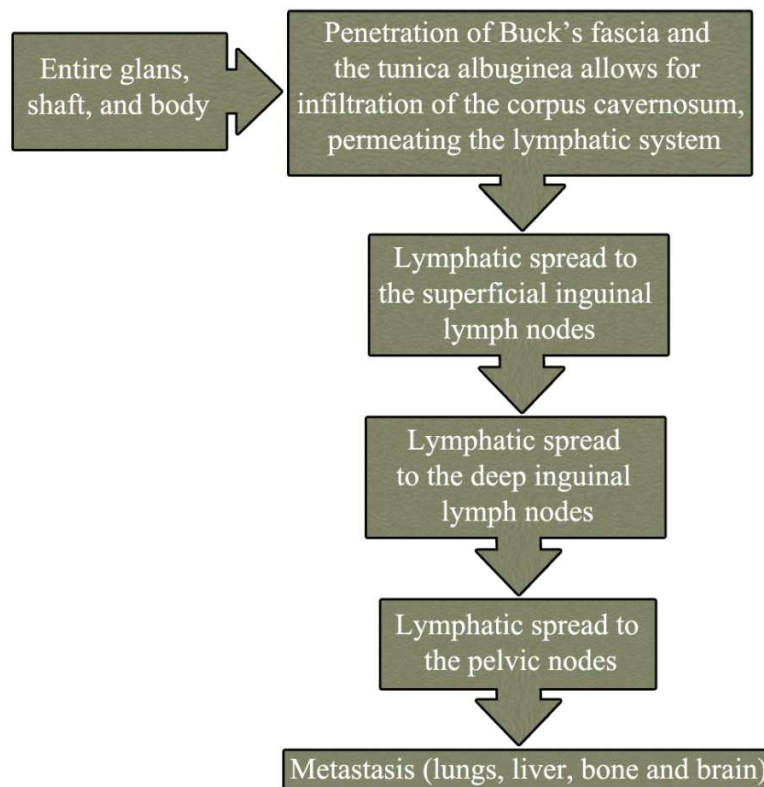 Entire glans,
shaft, and body
Penetration of Buck’s fascia and
the tunica albuginea allows for
infiltration of the corpus cavernosum,
permeating the lymphatic system
Lymphatic spread to
the superficial inguinal
lymph nodes
Lymphatic spread
to the deep inguinal
lymph nodes
Lymphatic spread to
the pelvic nodes
Metastasis (lungs, liver, bone and brain)